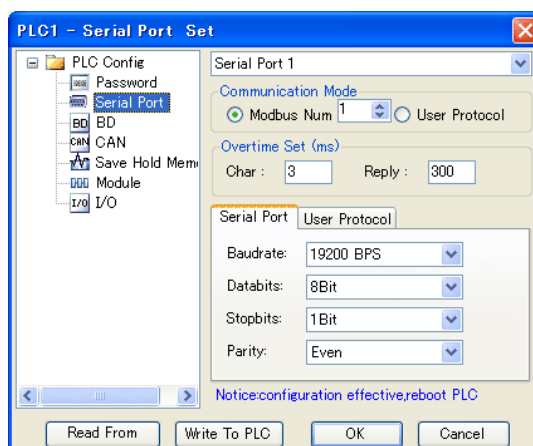 PLC1 - Serial Port Set
PLC Config
Password
Serial Port
BD BD
CAN CAN
Save Hold Mem
Module
I/O I/O
Serial Port 1
Communication Mode
Modbus Num 1 User Protocol
Overtime Set (ms)
Char : 3 Reply : 300
Serial Port User Protocol
Baudrate: 19200 BPS
Databits: 8Bit
Stopbits: 1Bit
Parity: Even
Notice:configuration effective,reboot PLC
Read From Write To PLC OK Cancel